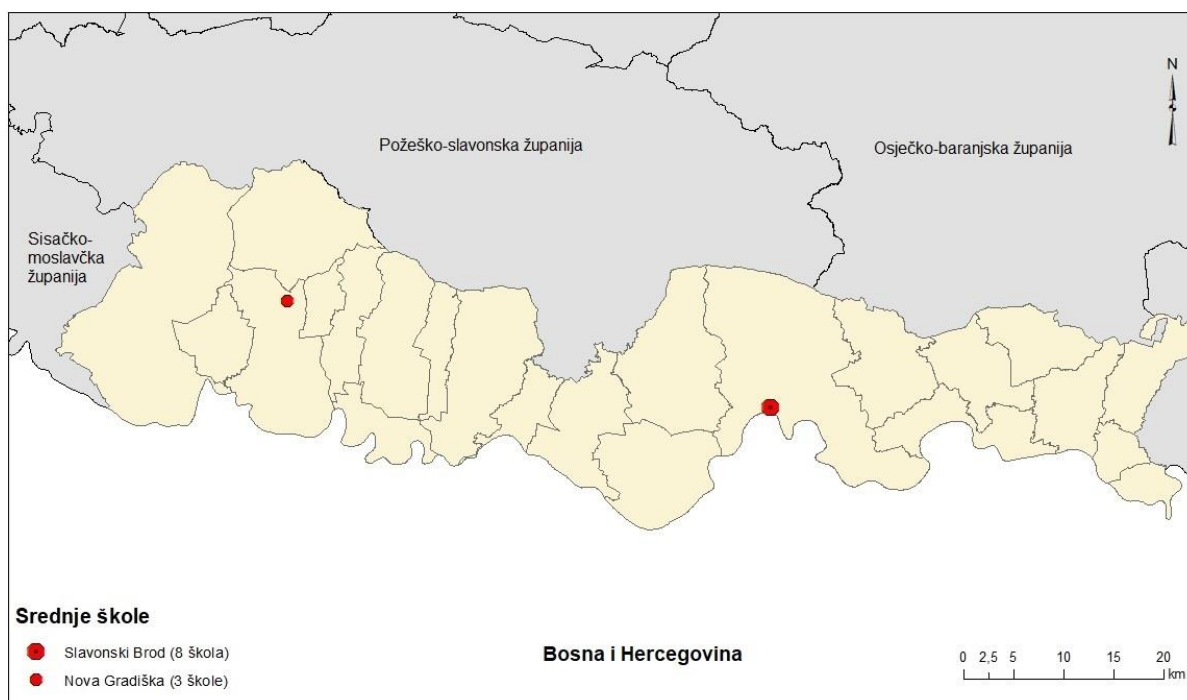 N
Požeško-slavonska županija
Osječko-baranjska županija
Sisačko-
moslavčka
županija
Srednje škole
Slavonski Brod (8 škola)
Nova Gradiška (3 škole)
Bosna i Hercegovina
0 2,5 5 10 15 20
km